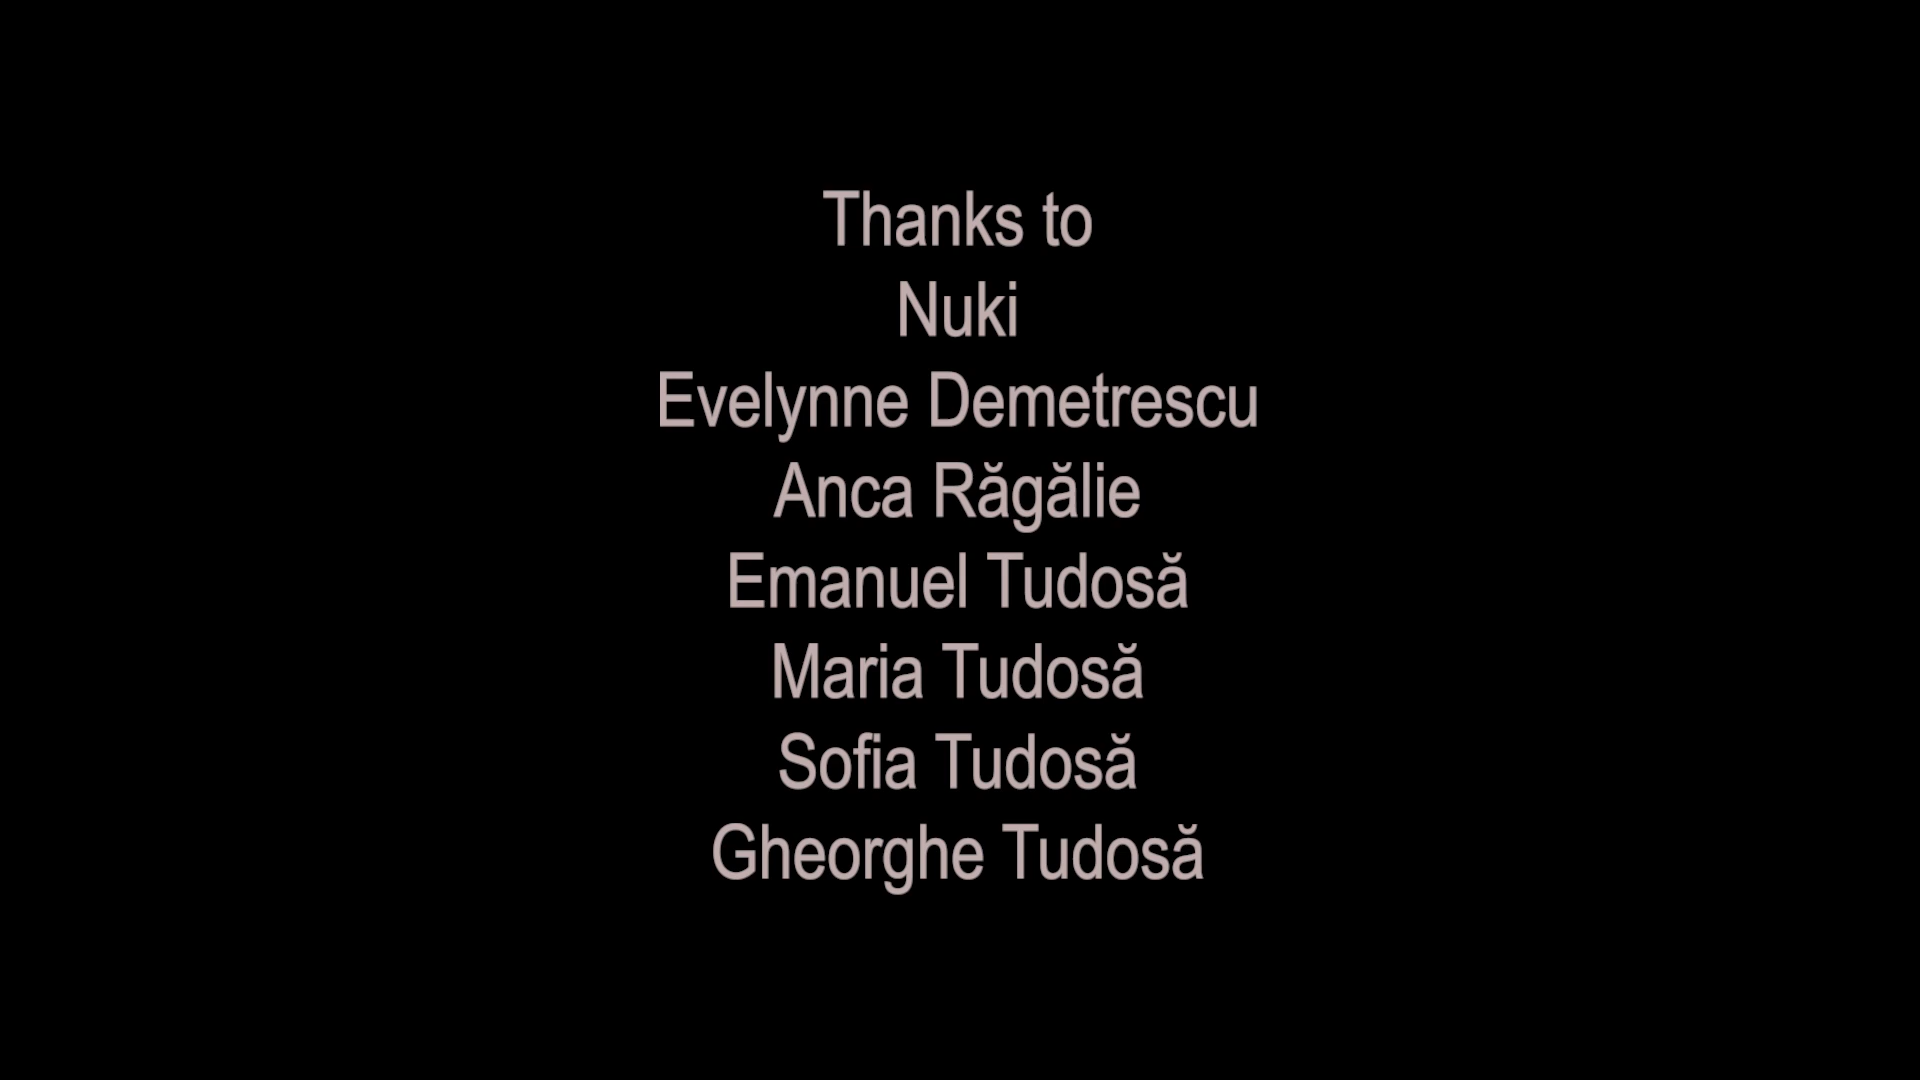 Thanks to
Nuki
Evelynne Demetrescu
Anca Răgălie
Emanuel Tudosă
Maria Tudosă
Sofia Tudosă
Gheorghe Tudosă